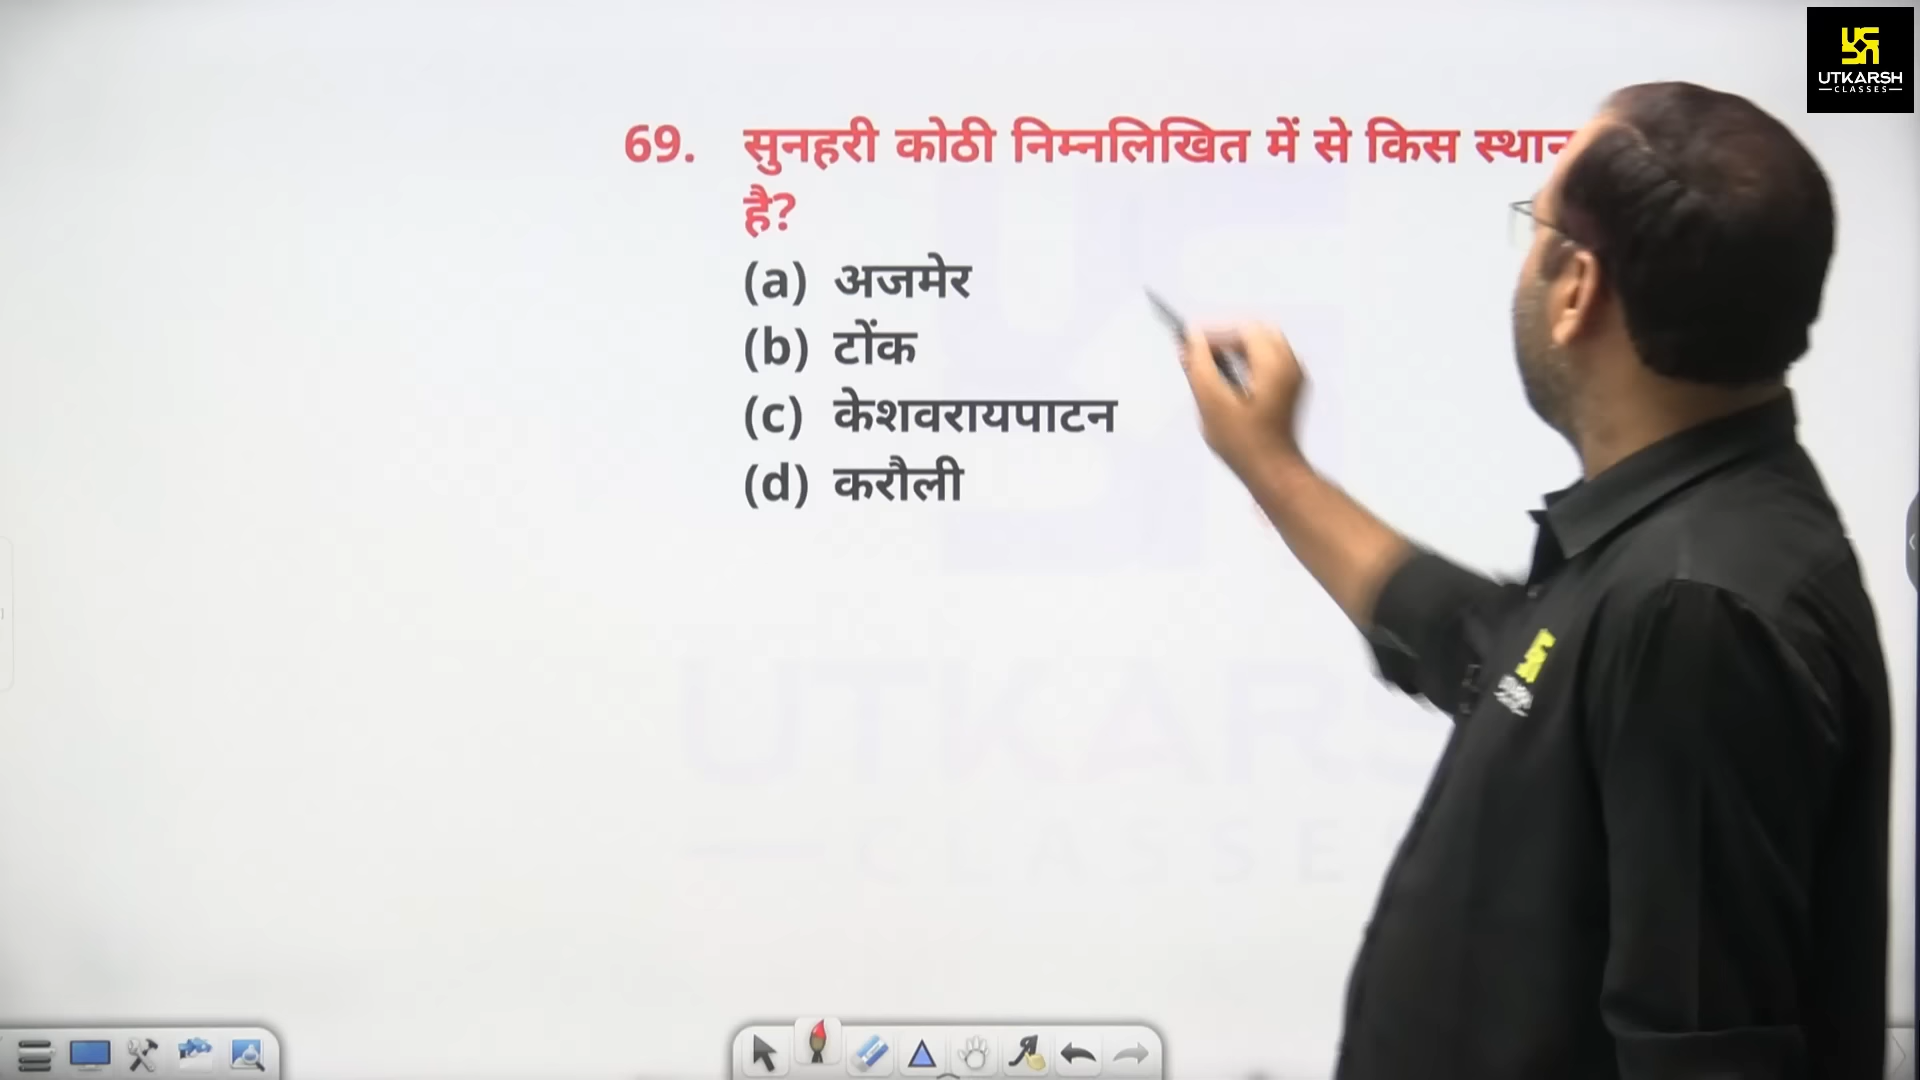 UTKARSH
CLASSES
69. सुनहरी कोठी निम्नलिखित में से किस स्थान
है?
(a) अजमेर
(b) टोंक
(c) केशवरायपाटन
(d) करौली